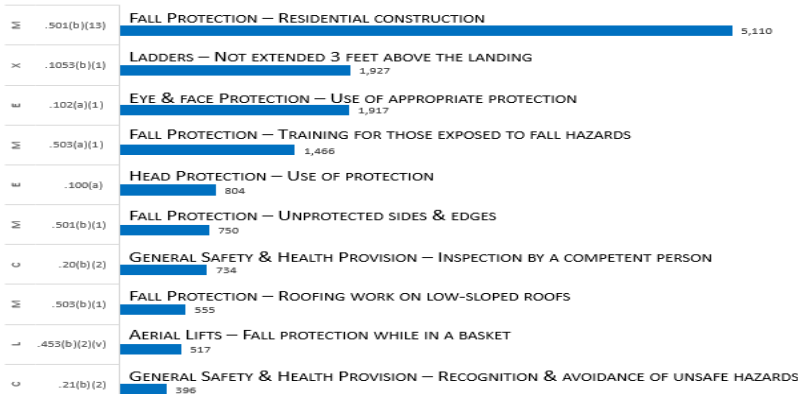 M .501(b)(13) FALL PROTECTION – RESIDENTIAL CONSTRUCTION 5,110
X .1053(b)(1) LADDERS – NOT EXTENDED 3 FEET ABOVE THE LANDING 1,927
E .102(a)(1) EYE & FACE PROTECTION – USE OF APPROPRIATE PROTECTION 1,917
M .503(a)(1) FALL PROTECTION – TRAINING FOR THOSE EXPOSED TO FALL HAZARDS 1,466
E .100(a) HEAD PROTECTION – USE OF PROTECTION 804
M .501(b)(1) FALL PROTECTION – UNPROTECTED SIDES & EDGES 750
C .20(b)(2) GENERAL SAFETY & HEALTH PROVISION – INSPECTION BY A COMPETENT PERSON 734
M .503(b)(1) FALL PROTECTION – ROOFING WORK ON LOW-SLOPED ROOFS 555
L .453(b)(2)(v) AERIAL LIFTS – FALL PROTECTION WHILE IN A BASKET 517
C .21(b)(2) GENERAL SAFETY & HEALTH PROVISION – RECOGNITION & AVOIDANCE OF UNSAFE HAZARDS 396